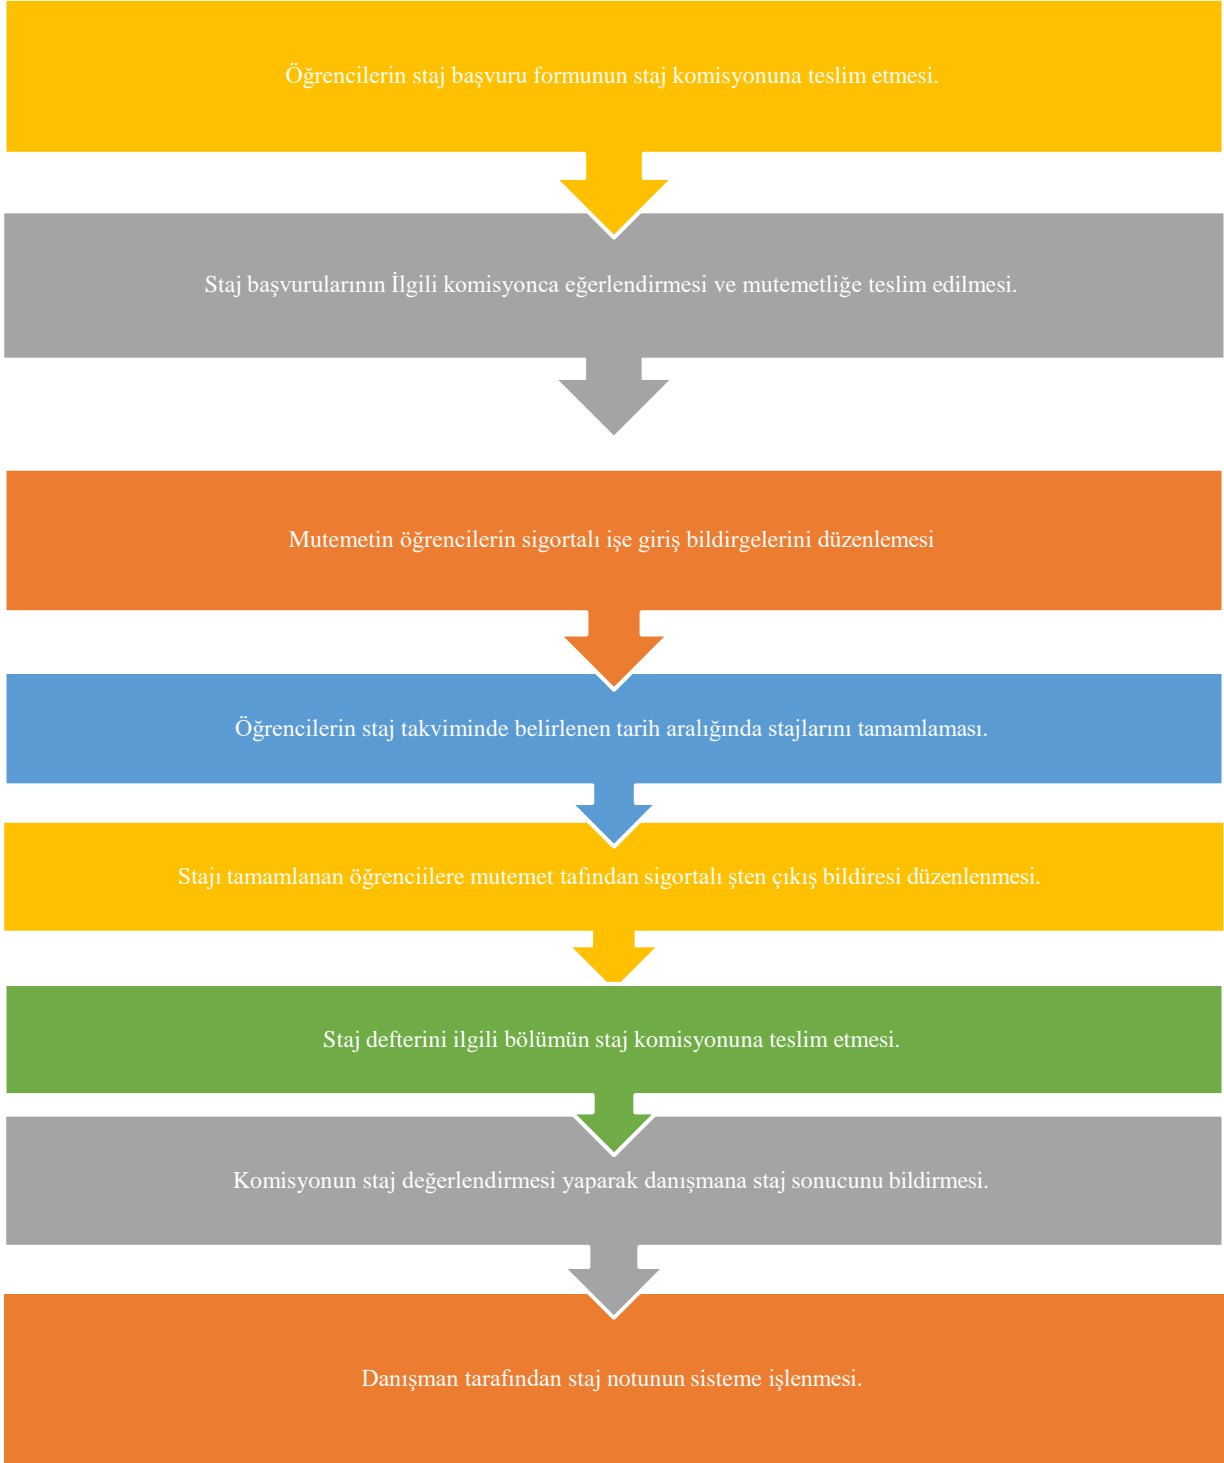 Öğrencilerin staj başvuru formunun staj komisyonuna teslim etmesi.
Staj başvurularının İlgili komisyonca eğerlendirmesi ve mutemetliğe teslim edilmesi.
Mutemetin öğrencilerin sigortalı işe giriş bildirgelerini düzenlemesi
Öğrencilerin staj takviminde belirlenen tarih aralığında stajlarını tamamlaması.
Stajı tamamlanan öğrenciilere mutemet tafından sigortalı şten çıkış bildiresi düzenlenmesi.
Staj defterini ilgili bölümün staj komisyonuna teslim etmesi.
Komisyonun staj değerlendirmesi yaparak danışmana staj sonucunu bildirmesi.
Danışman tarafından staj notunun sisteme işlenmesi.